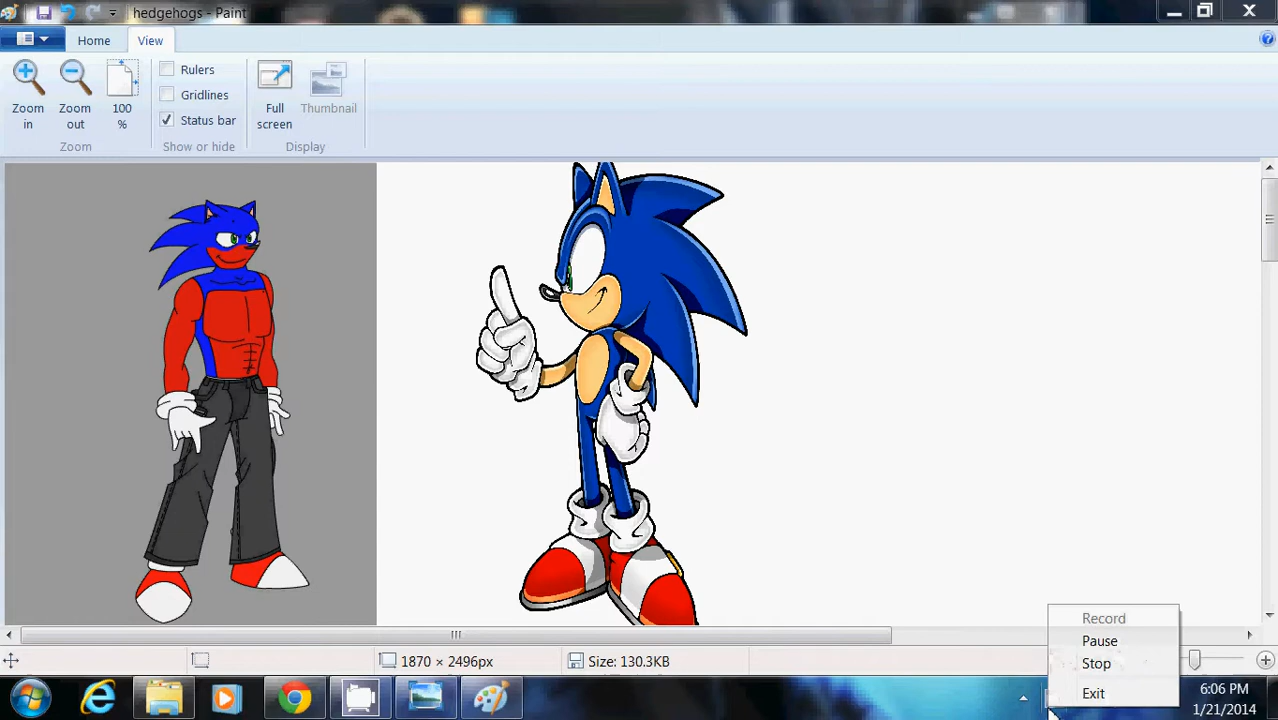 hedgehogs - Paint
Home View
Zoom in
Zoom out
100 %
Zoom
Rulers
Gridlines
Status bar
Show or hide
Full screen
Thumbnail
Display
1870 × 2496px
Size: 130.3KB
Record
Pause
Stop
Exit
6:06 PM
1/21/2014